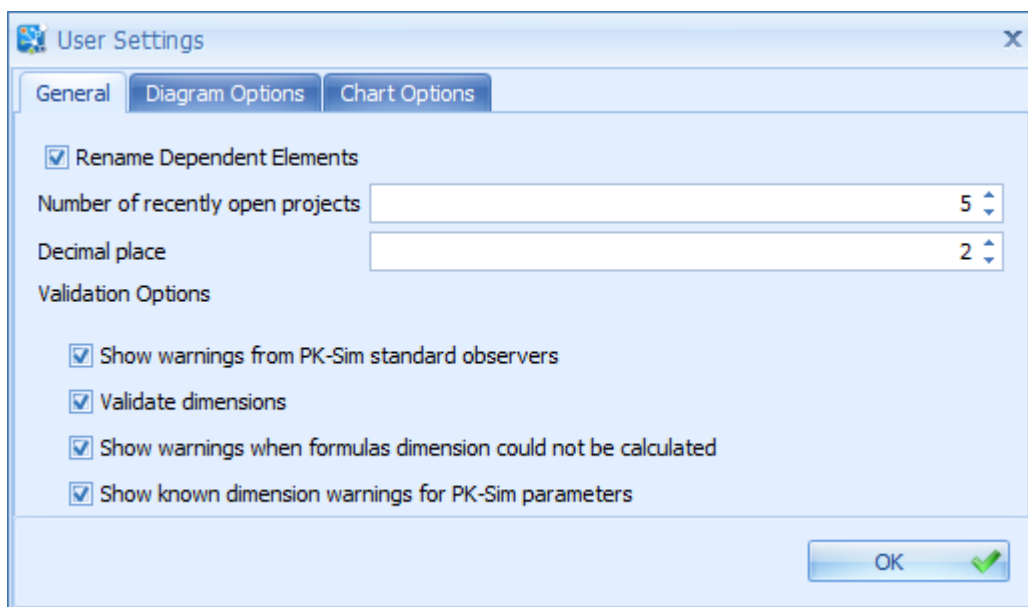 User Settings
General Diagram Options Chart Options
Rename Dependent Elements
Number of recently open projects 5
Decimal place 2
Validation Options
Show warnings from PK-Sim standard observers
Validate dimensions
Show warnings when formulas dimension could not be calculated
Show known dimension warnings for PK-Sim parameters
OK